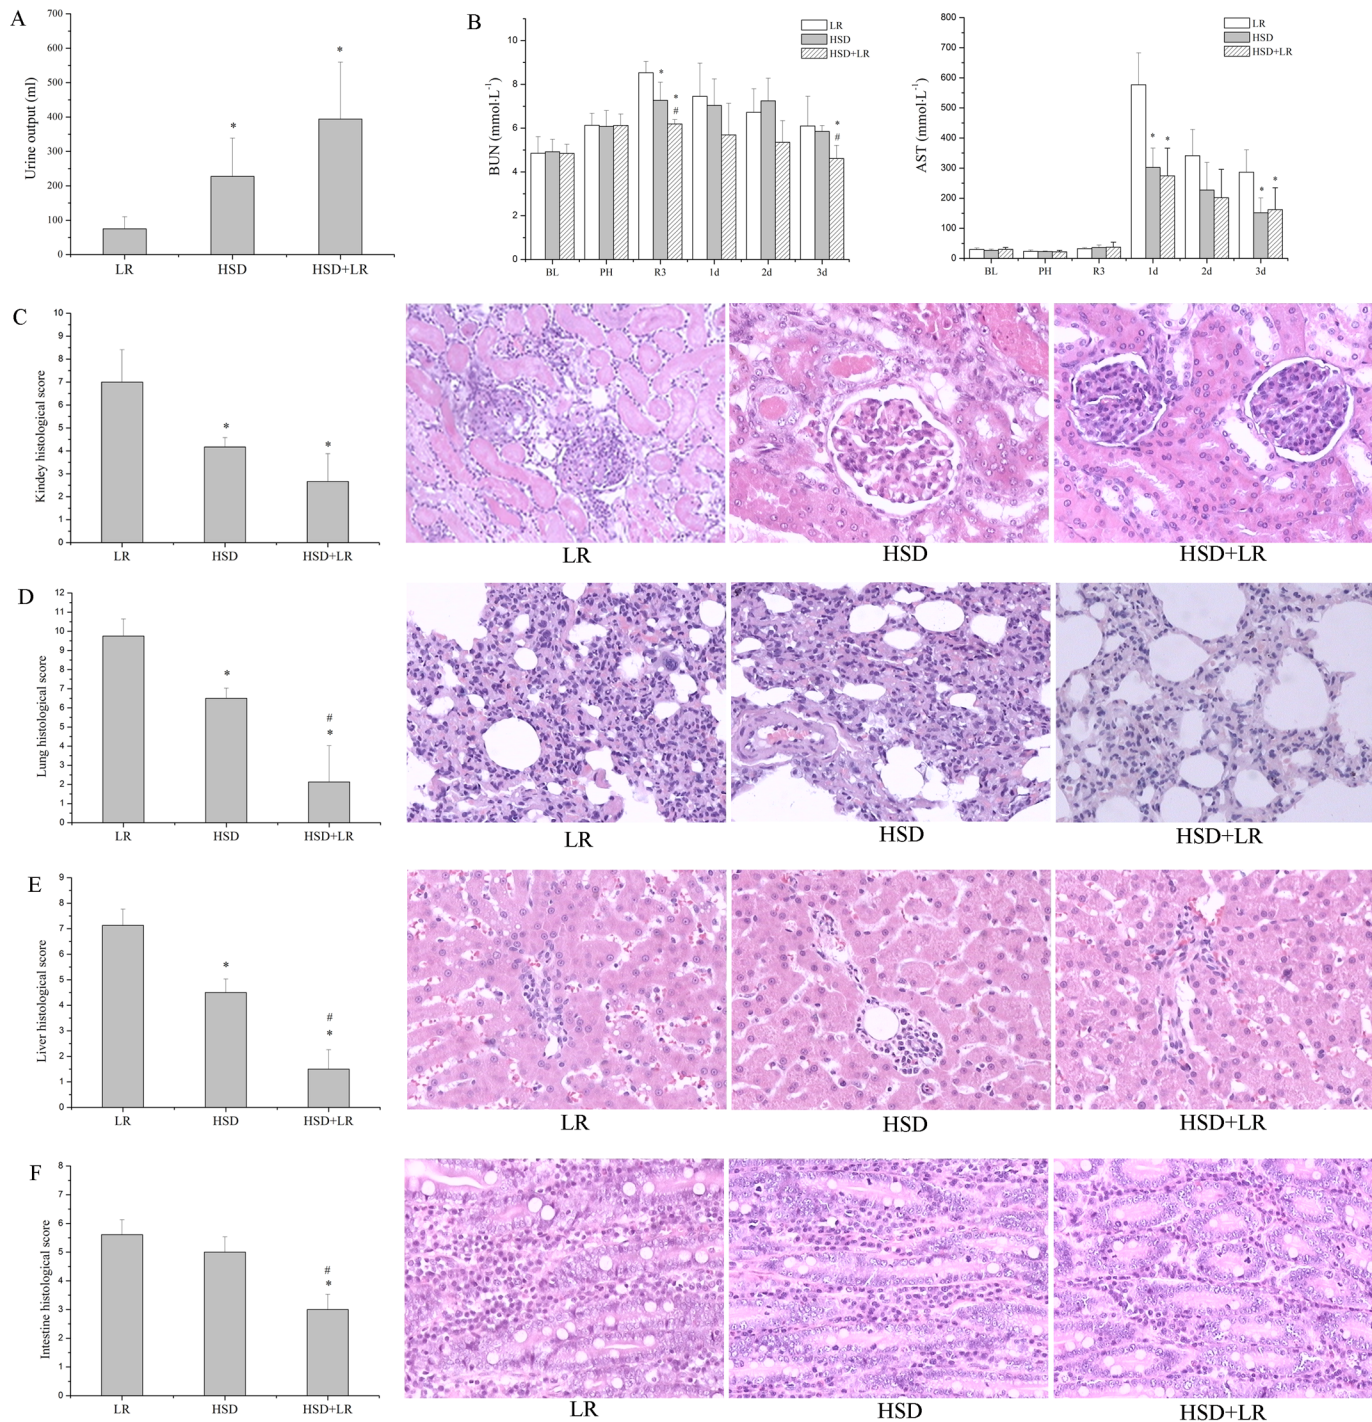 A
Urine output (ml)
700
600
500
400
300
200
100
0
LR
HSD
HSD+LR
*
*
B
BUN (mmol·L⁻¹)
10
8
6
4
2
0
BL
PH
R3
1d
2d
3d
LR
HSD
HSD+LR
*
*
#
*
#
AST (mmol·L⁻¹)
800
700
600
500
400
300
200
100
0
BL
PH
R3
1d
2d
3d
LR
HSD
HSD+LR
* *
* *
C
Kindey histological score
10
9
8
7
6
5
4
3
2
1
0
LR
HSD
HSD+LR
*
*
LR
HSD
HSD+LR
D
Lung histological score
12
11
10
9
8
7
6
5
4
3
2
1
0
LR
HSD
HSD+LR
*
#
*
LR
HSD
HSD+LR
E
Liver histological score
9
8
7
6
5
4
3
2
1
0
LR
HSD
HSD+LR
*
#
*
LR
HSD
HSD+LR
F
Intestine histological score
8
7
6
5
4
3
2
1
0
LR
HSD
HSD+LR
#
*
LR
HSD
HSD+LR